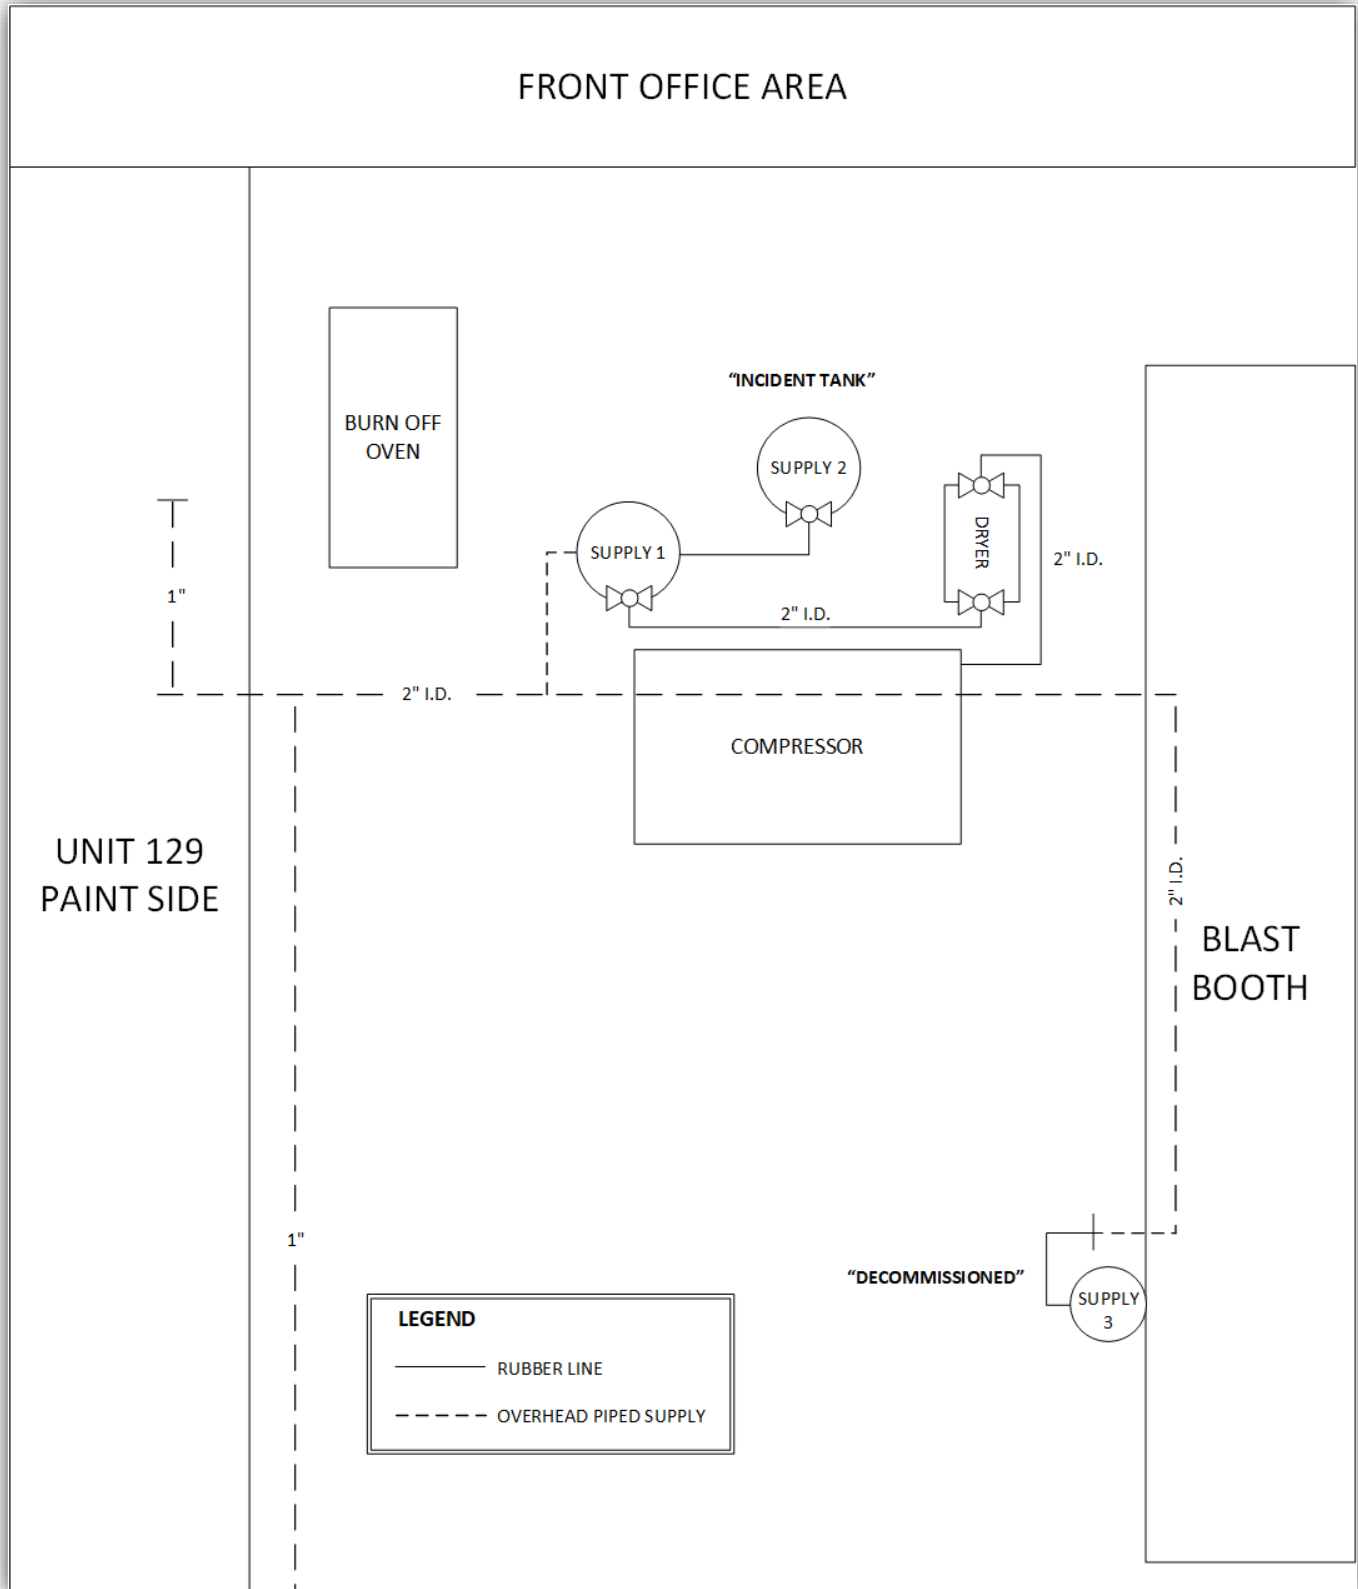 FRONT OFFICE AREA
"INCIDENT TANK"
BURN OFF
OVEN
SUPPLY 2
SUPPLY 1
DRYER
2" I.D.
1"
2" I.D.
2" I.D.
COMPRESSOR
UNIT 129
PAINT SIDE
2" I.D.
BLAST
BOOTH
1"
“DECOMMISSIONED”
SUPPLY
3
LEGEND
RUBBER LINE
OVERHEAD PIPED SUPPLY